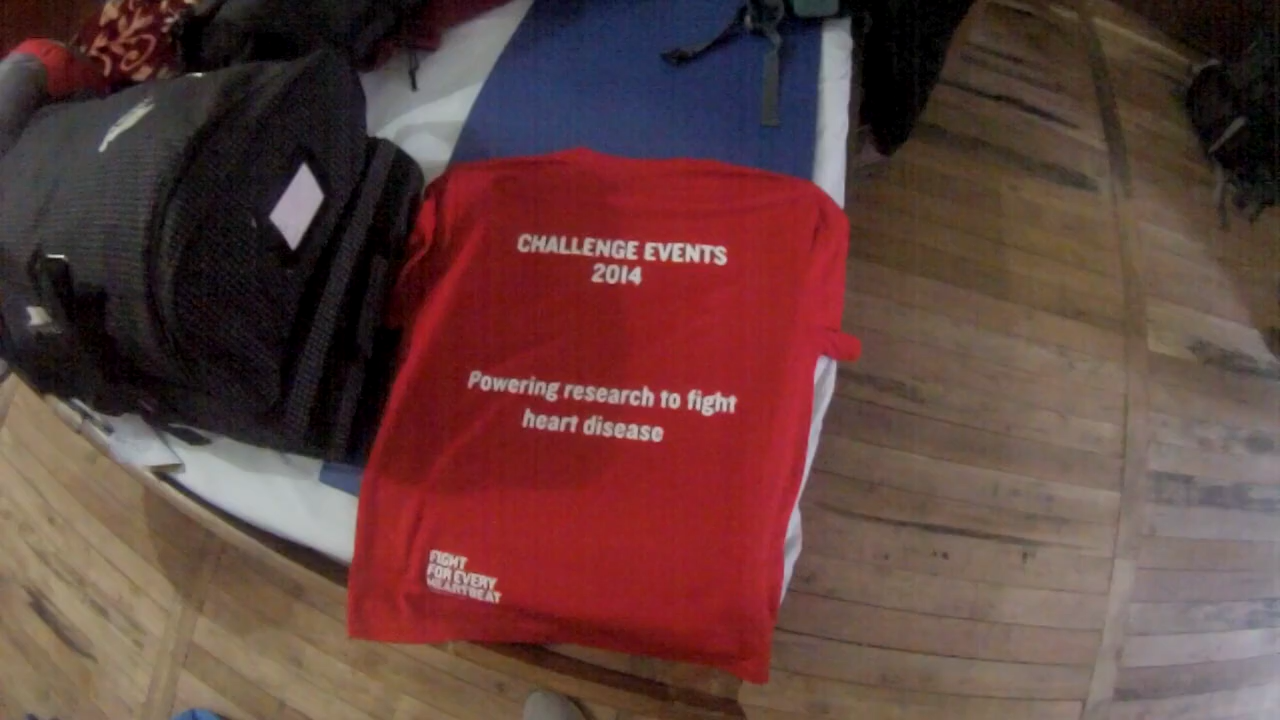 CHALLENGE EVENTS
2014
Powering research to fight
heart disease
FIGHT
FOR EVERY
HEARTBEAT